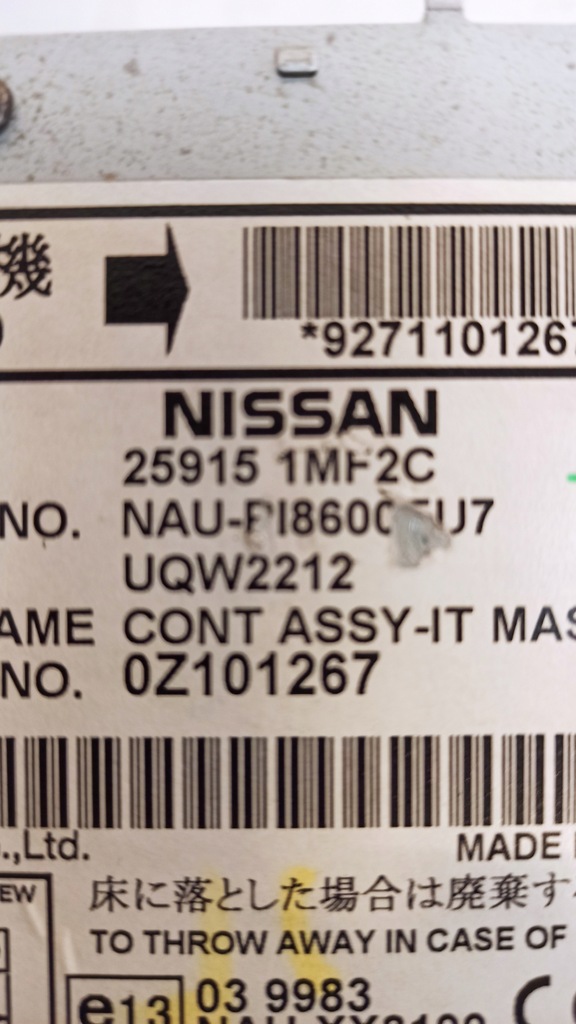 機
*927110126
NISSAN
25915 1MF2C
NO.
UQW2212
AME CONT ASSY-IT MAS
NO. 0Z101267
.,Ltd.
MADE
EW
床に落とした場合は廃棄す
TO THROW AWAY IN CASE OF
e13 03 9983